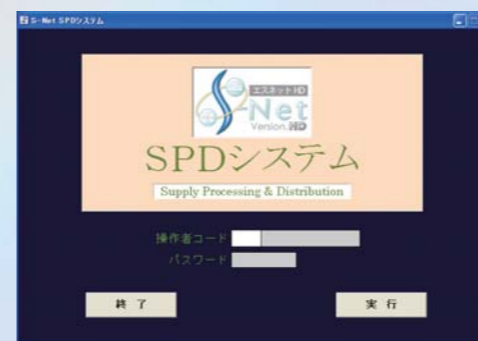 S-Net SPDシステム
エスネットHD
S-Net
Version.HD
SPDシステム
Supply Processing & Distribution
操作者コード
パスワード
終 了
実 行